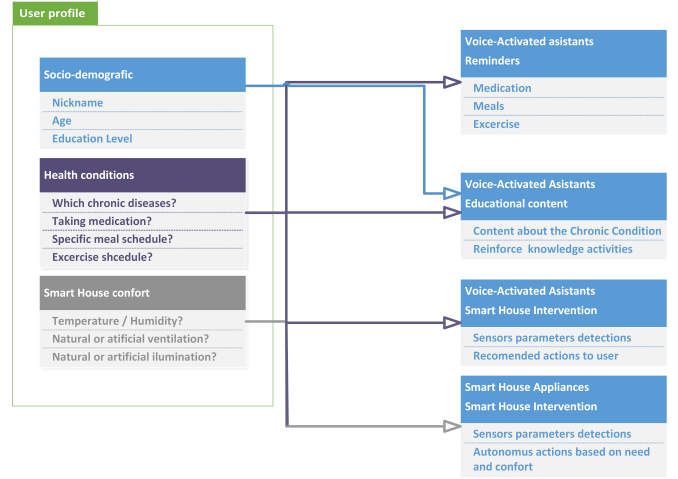 User profile
Socio-demografic
Nickname
Age
Education Level
Health conditions
Which chronic diseases?
Taking medication?
Specific meal schedule?
Excercise shcedule?
Smart House confort
Temperature / Humidity?
Natural or atificial ventilation?
Natural or artificial ilumination?
Voice-Activated asistants
Reminders
Medication
Meals
Excercise
Voice-Activated Asistants
Educational content
Content about the Chronic Condition
Reinforce knowledge activities
Voice-Activated Asistants
Smart House Intervention
Sensors parameters detections
Recomended actions to user
Smart House Appliances
Smart House Intervention
Sensors parameters detections
Autonomus actions based on need
and confort